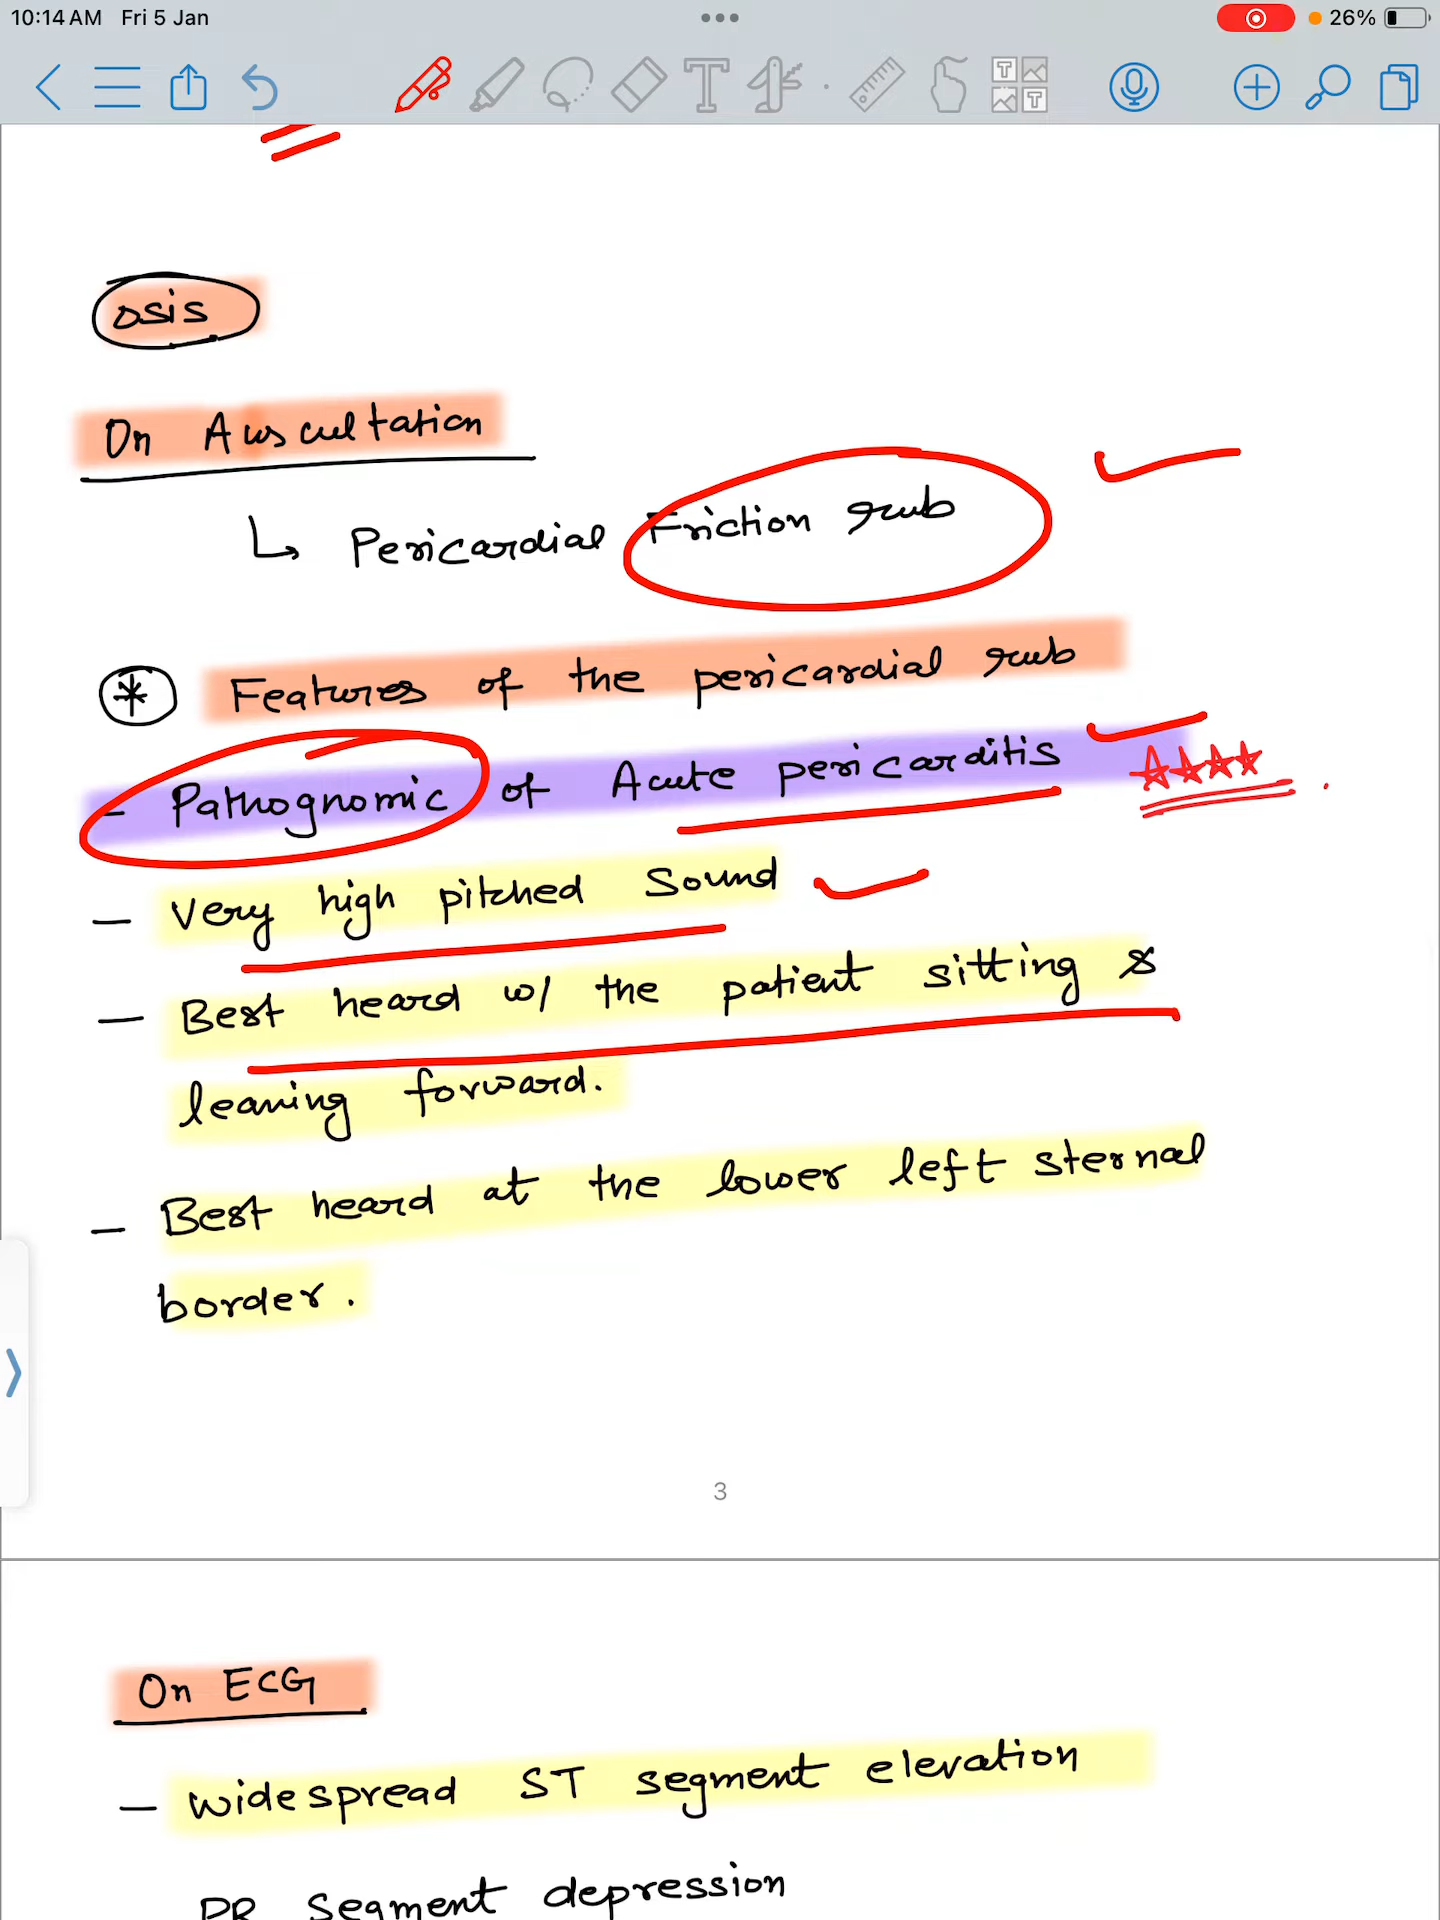 10:14 AM Fri 5 Jan
26%
osis
On Auscultation
↳ Pericardial Friction rub
* Features of the pericardial rub
- Pathognomic of Acute pericarditis
- Very high pitched Sound
- Best heard w/ the patient sitting &
leaning forward.
- Best heard at the lower left sternal
border.
3
On ECG
- widespread ST segment elevation
PR segment depression